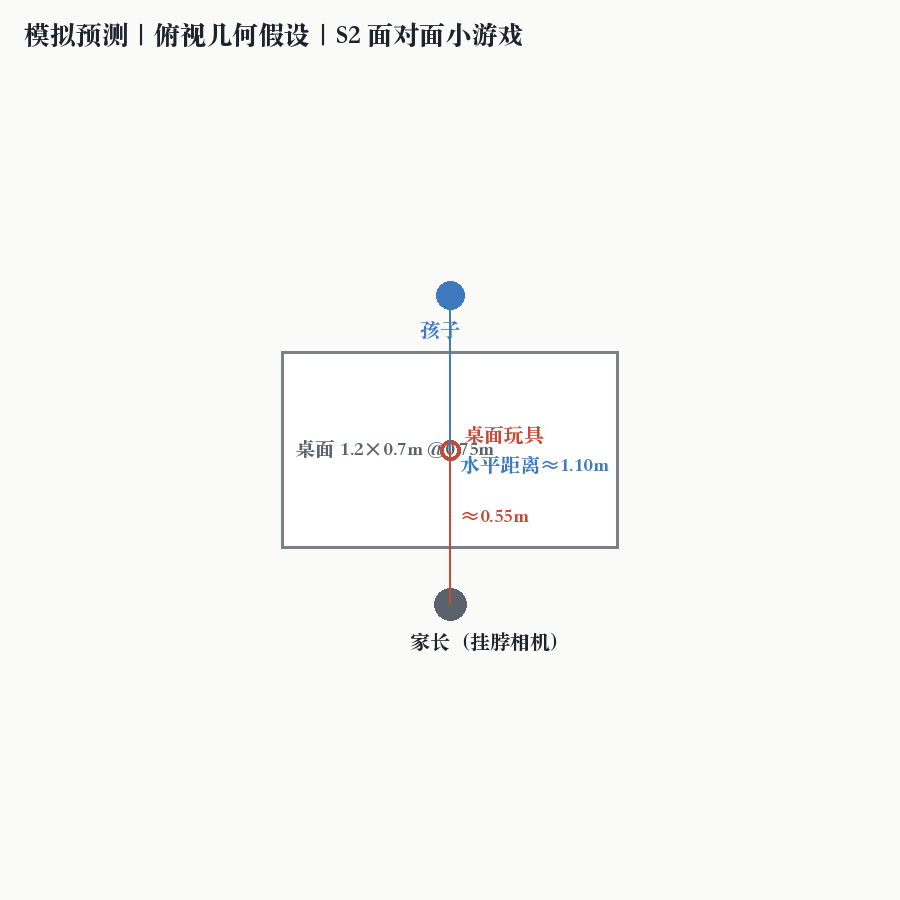 模拟预测｜俯视几何假设｜S2 面对面小游戏
孩子
桌面玩具
桌面 1.2×0.7m @0.75m
水平距离≈1.10m
≈0.55m
家长（挂脖相机）